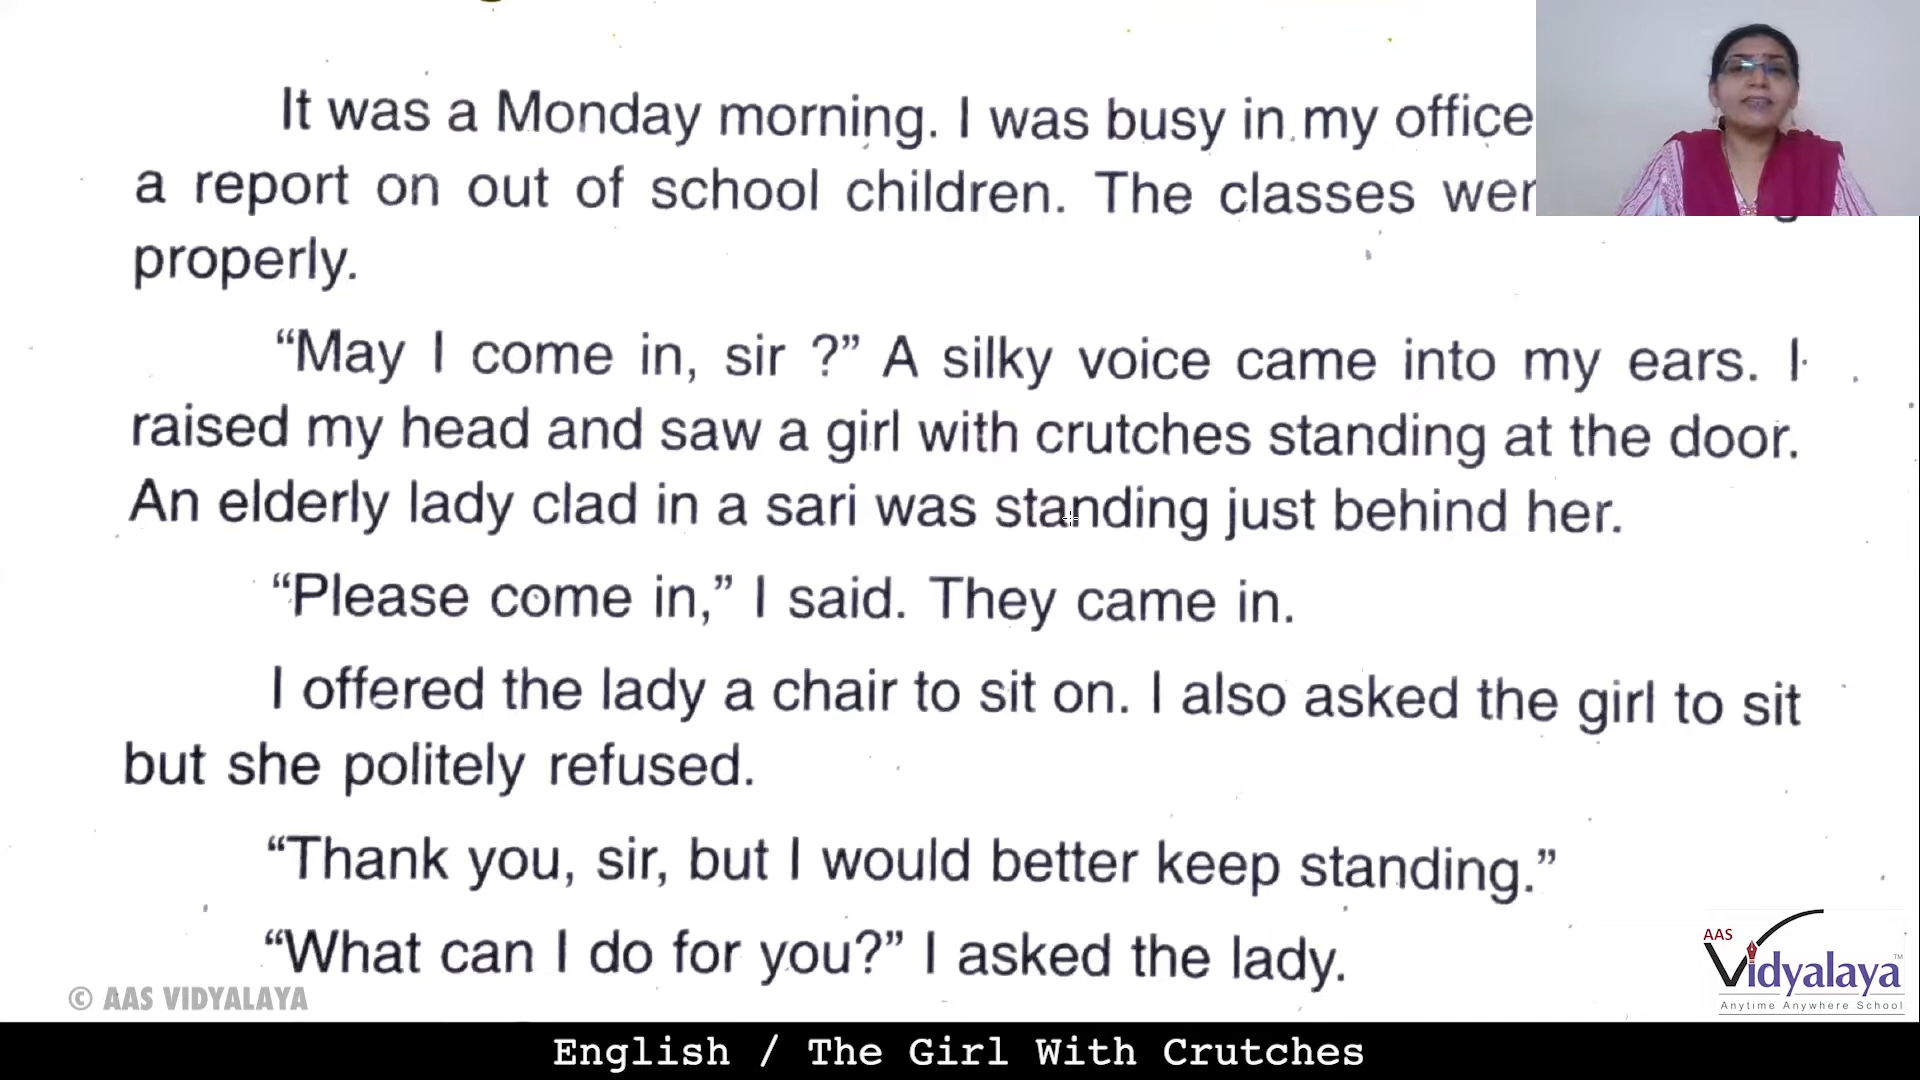 It was a Monday morning. I was busy in my office
a report on out of school children. The classes
properly.
“May I come in, sir ?” A silky voice came into my ears. I
raised my head and saw a girl with crutches standing at the door.
An elderly lady clad in a sari was standing just behind her.
“Please come in,” I said. They came in.
I offered the lady a chair to sit on. I also asked the girl to sit
but she politely refused.
“Thank you, sir, but I would better keep standing.”
“What can I do for you?” I asked the lady.
© AAS VIDYALAYA
AAS
Vidyalaya™
Anytime Anywhere School
English / The Girl With Crutches